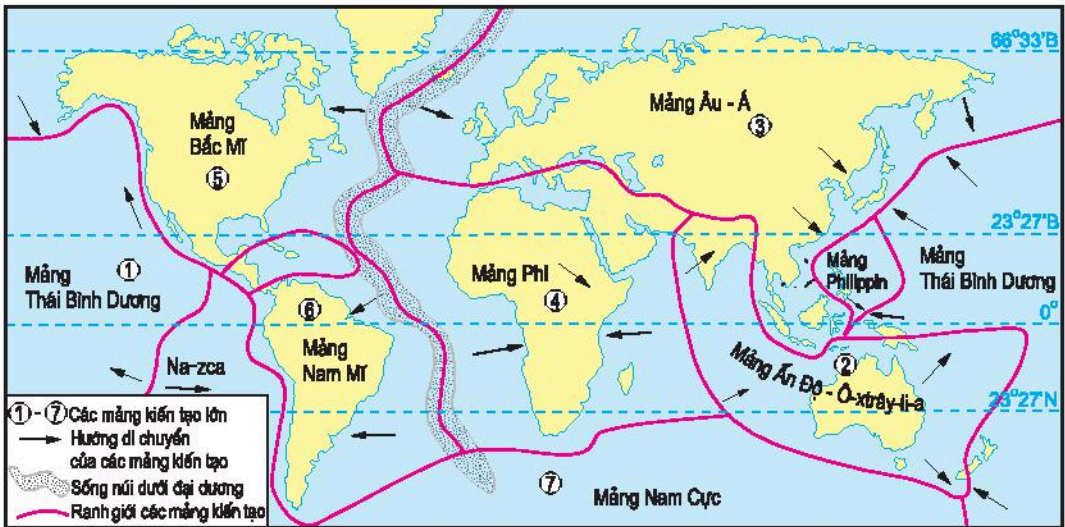 66°33'B
Mảng Âu - Á
③
Mảng
Bắc Mĩ
⑤
23°27'B
Mảng
Thái Bình Dương
①
Mảng Phi
④
Mảng
Philippin
Mảng
Thái Bình Dương
⑥
Mảng
Nam Mĩ
0°
Na-zca
②
Mảng Ấn Độ - Ô-xtrây-li-a
23°27'N
①-⑦ Các mảng kiến tạo lớn
Hướng di chuyển
của các mảng kiến tạo
Sống núi dưới đại dương
Ranh giới các mảng kiến tạo
⑦
Mảng Nam Cực